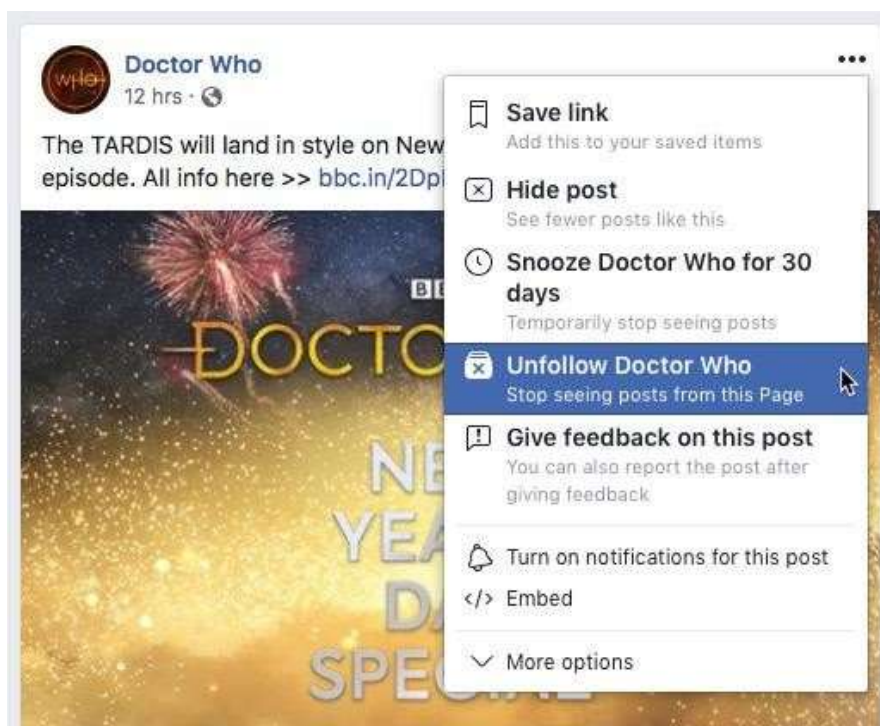 WHO
Doctor Who
12 hrs ·
The TARDIS will land in style on New
episode. All info here >> bbc.in/2Dp
Save link
Add this to your saved items
Hide post
See fewer posts like this
Snooze Doctor Who for 30
days
Temporarily stop seeing posts
Unfollow Doctor Who
Stop seeing posts from this Page
Give feedback on this post
You can also report the post after
giving feedback
Turn on notifications for this post
</> Embed
More options
DOCTO
NE
YEA
DA
SPECIAL